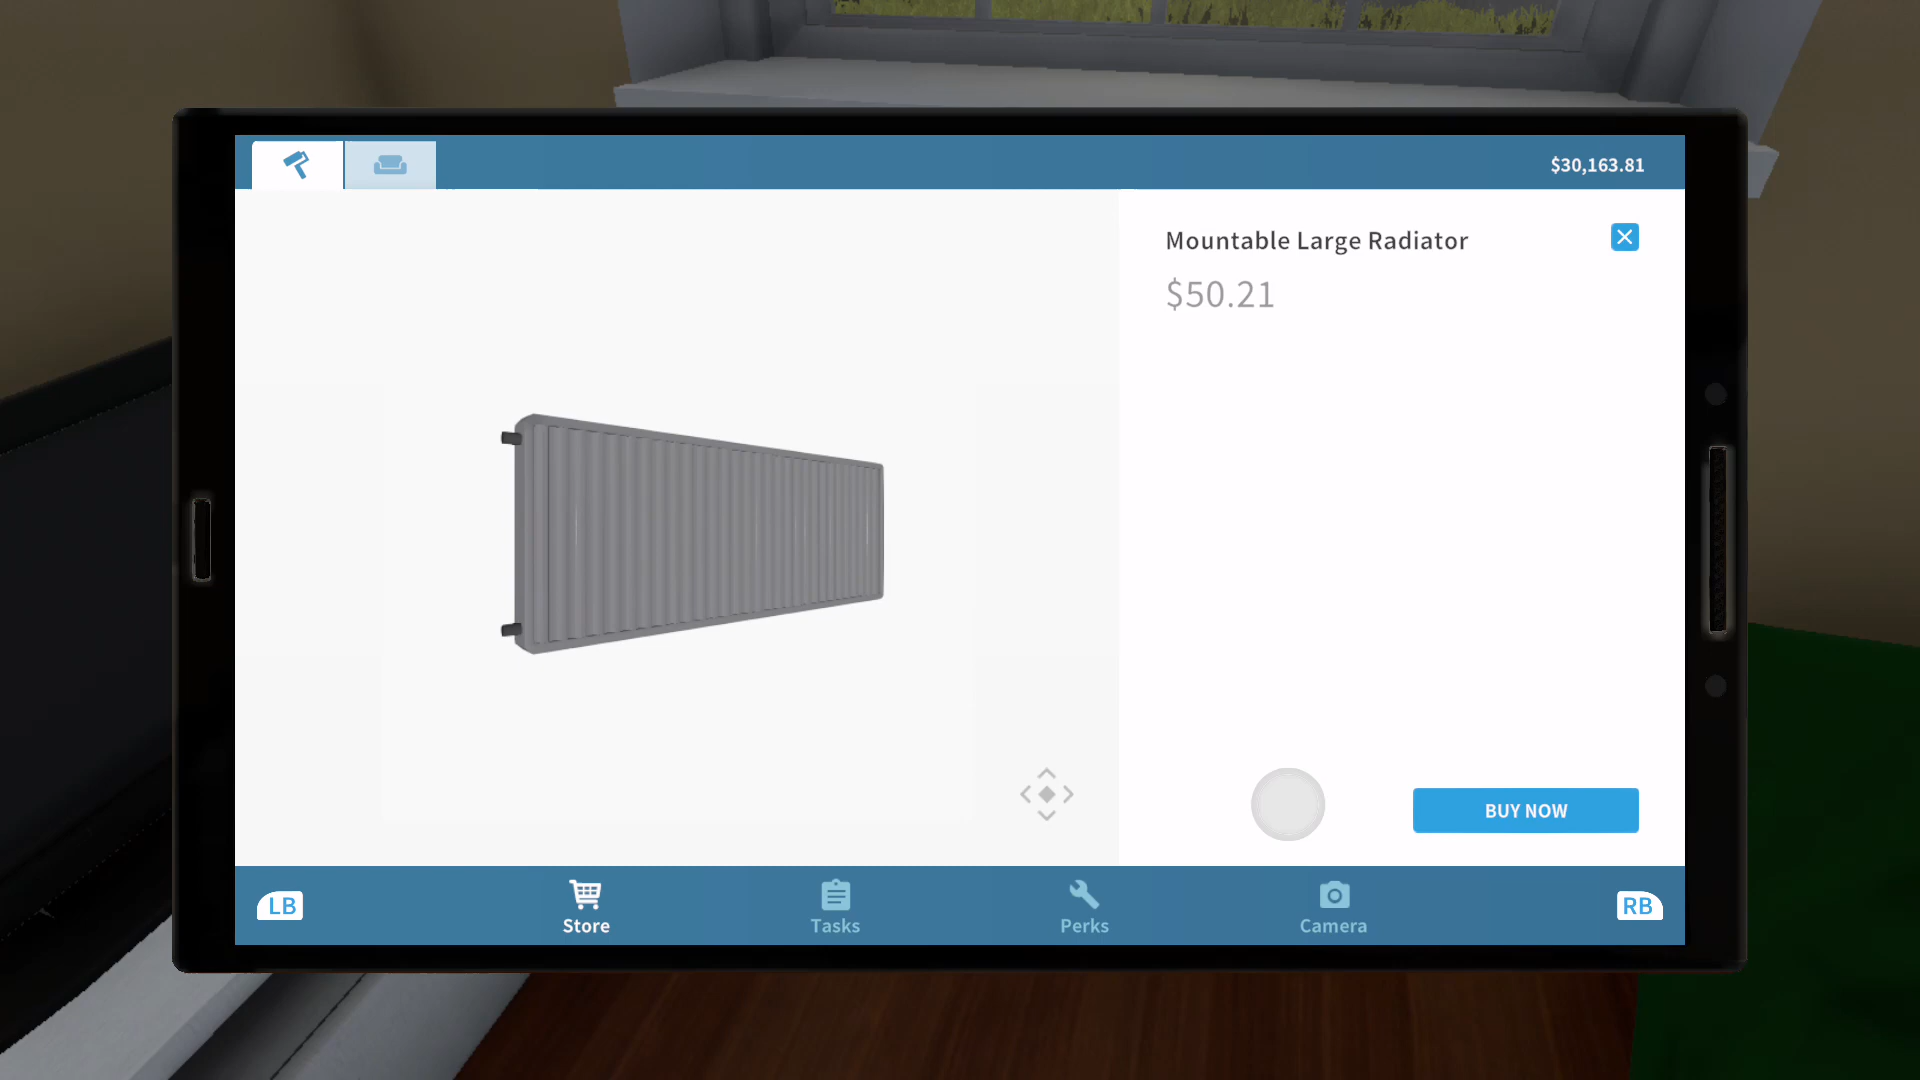 $30,163.81
Mountable Large Radiator
$50.21
BUY NOW
LB
Store
Tasks
Perks
Camera
RB